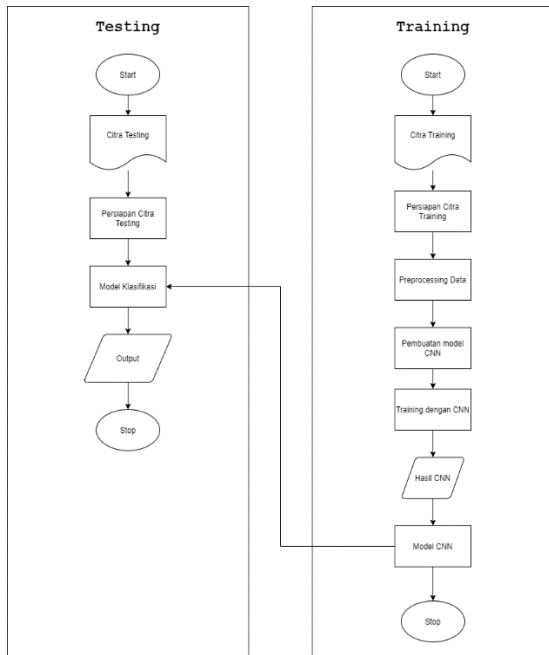 Testing
Start
Citra Testing
Persiapan Citra
Testing
Model Klasifikasi
Output
Stop
Training
Start
Citra Training
Persiapan Citra
Training
Preprocessing Data
Pembuatan model
CNN
Training dengan CNN
Hasil CNN
Model CNN
Stop